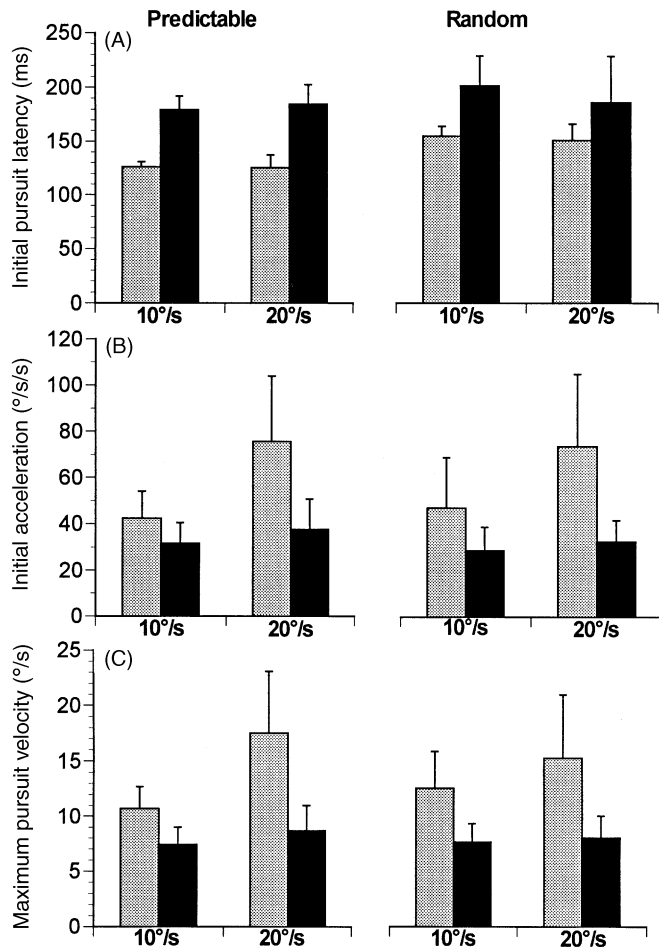 Predictable Random
(A)
Initial pursuit latency (ms)
250
200
150
100
50
0
10°/s 20°/s 10°/s 20°/s
(B)
Initial acceleration (°/s/s)
120
100
80
60
40
20
0
10°/s 20°/s 10°/s 20°/s
(C)
Maximum pursuit velocity (°/s)
25
20
15
10
5
0
10°/s 20°/s 10°/s 20°/s